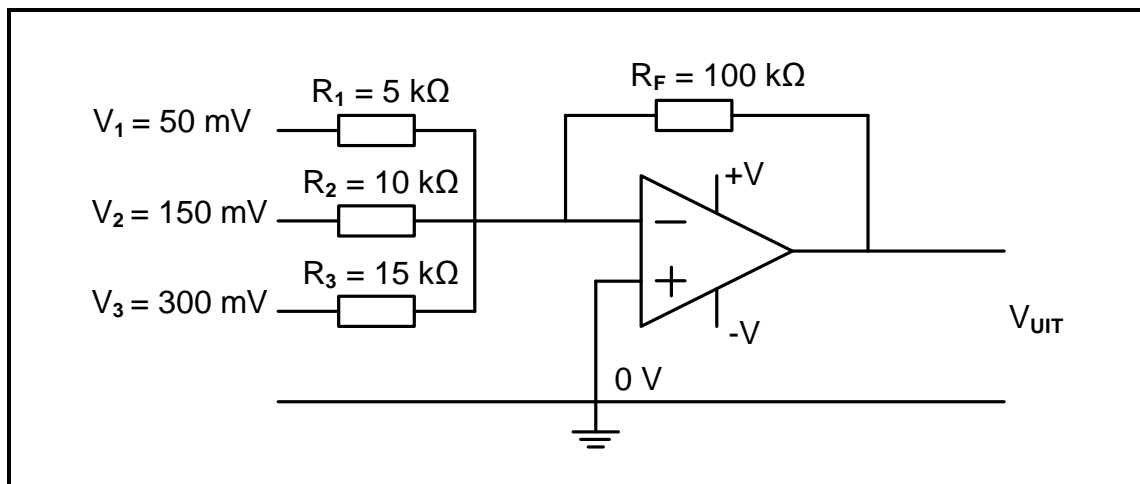 R₁ = 5 kΩ
R_F = 100 kΩ
V₁ = 50 mV
R₂ = 10 kΩ
+V
V₂ = 150 mV
−
R₃ = 15 kΩ
+
V₃ = 300 mV
-V
V_UIT
0 V